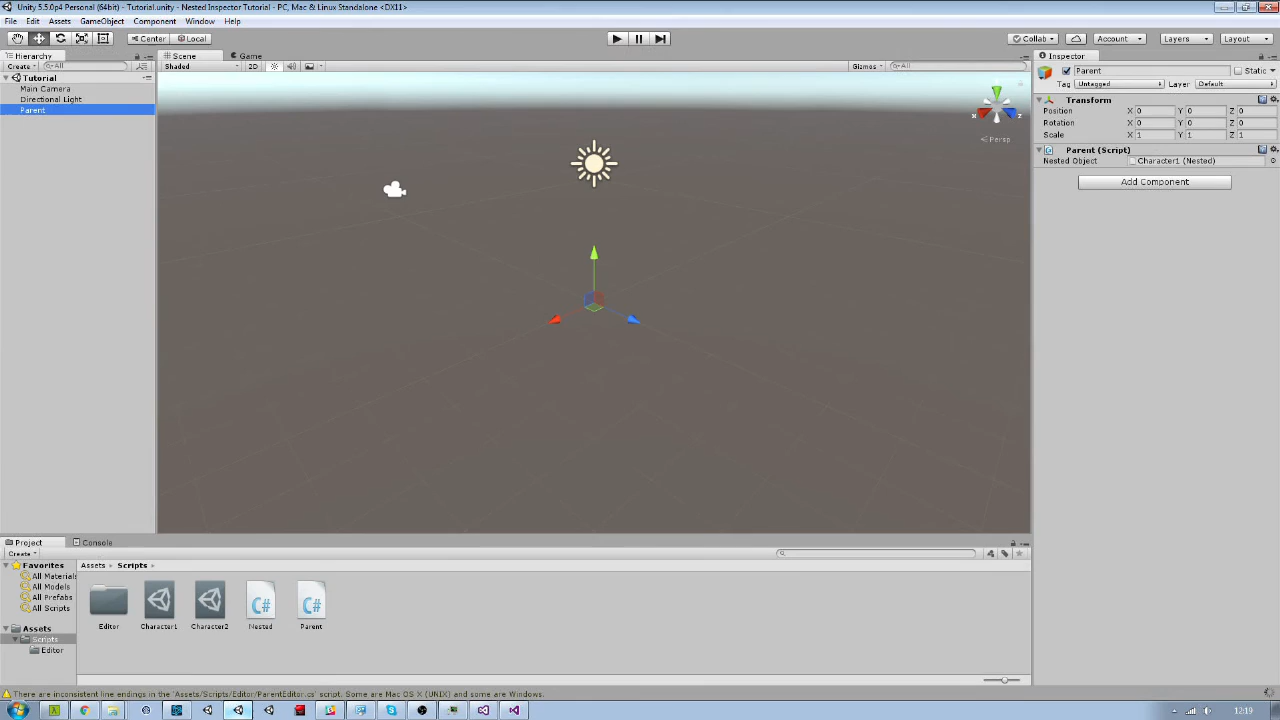 Unity 5.5.0p4 Personal (64bit) - Tutorial.unity - Nested Inspector Tutorial - PC, Mac & Linux Standalone <DX11>
File Edit Assets GameObject Component Window Help
Center Local
Collab Account Layers Layout
Hierarchy
Create All
Tutorial
Main Camera
Directional Light
Parent
Scene Game
Shaded 2D Gizmos All
x z
Persp
Inspector
Parent Static
Tag Untagged Layer Default
Transform
Position X 0 Y 0 Z 0
Rotation X 0 Y 0 Z 0
Scale X 1 Y 1 Z 1
Parent (Script)
Nested Object Character1 (Nested)
Add Component
Project Console
Create
Favorites
All Materials
All Models
All Prefabs
All Scripts
Assets
Scripts
Editor
Assets Scripts
C# C#
Editor Character1 Character2 Nested Parent
There are inconsistent line endings in the 'Assets/Scripts/Editor/ParentEditor.cs' script. Some are Mac OS X (UNIX) and some are Windows.
12:19